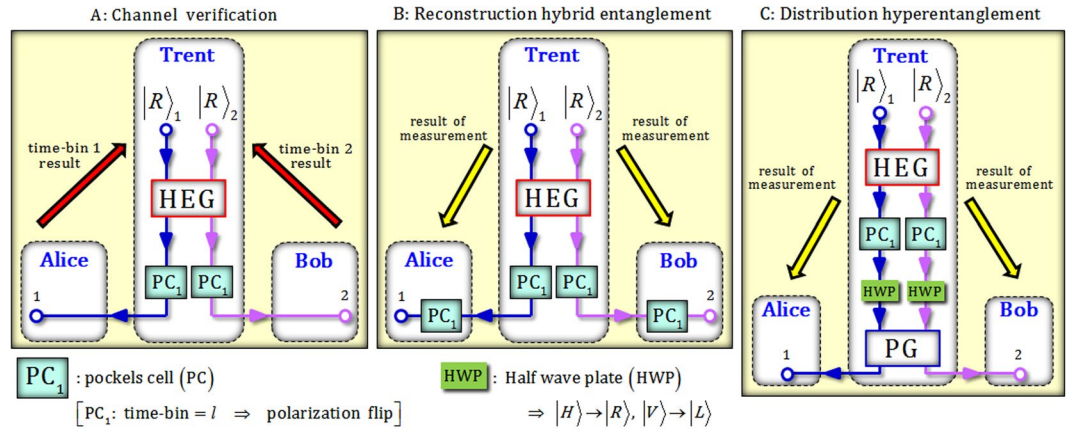 A: Channel verification
Trent
|R⟩₁ |R⟩₂
time-bin 1
result
time-bin 2
result
HEG
Alice
Bob
PC₁ PC₁
1
2
B: Reconstruction hybrid entanglement
Trent
|R⟩₁ |R⟩₂
result of
measurement
result of
measurement
HEG
Alice
Bob
PC₁ PC₁
1
2
PC₁
PC₁
C: Distribution hyperentanglement
Trent
|R⟩₁ |R⟩₂
HEG
result of
measurement
result of
measurement
PC₁ PC₁
HWP HWP
Alice
Bob
PG
1
2
PC₁ : pockels cell (PC)
[PC₁: time-bin = l ⇒ polarization flip]
HWP : Half wave plate (HWP)
⇒ |H⟩→|R⟩, |V⟩→|L⟩